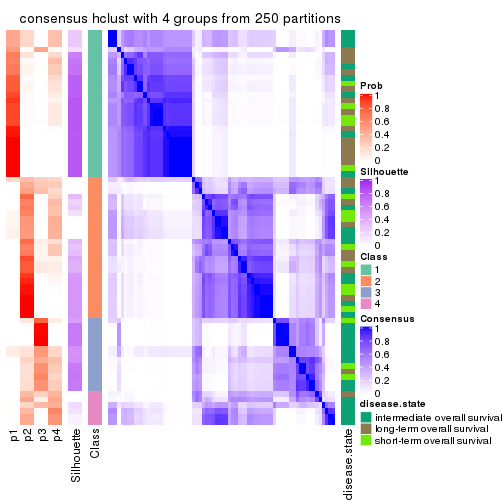 consensus hclust with 4 groups from 250 partitions
Prob
1
0.8
0.6
0.4
0.2
0
Silhouette
1
0.8
0.6
0.4
0.2
0
Class
1
2
3
4
Consensus
1
0.8
0.6
0.4
0.2
0
disease.state
intermediate overall survival
long-term overall survival
short-term overall survival
p1
p2
p3
p4
Silhouette
Class
disease.state